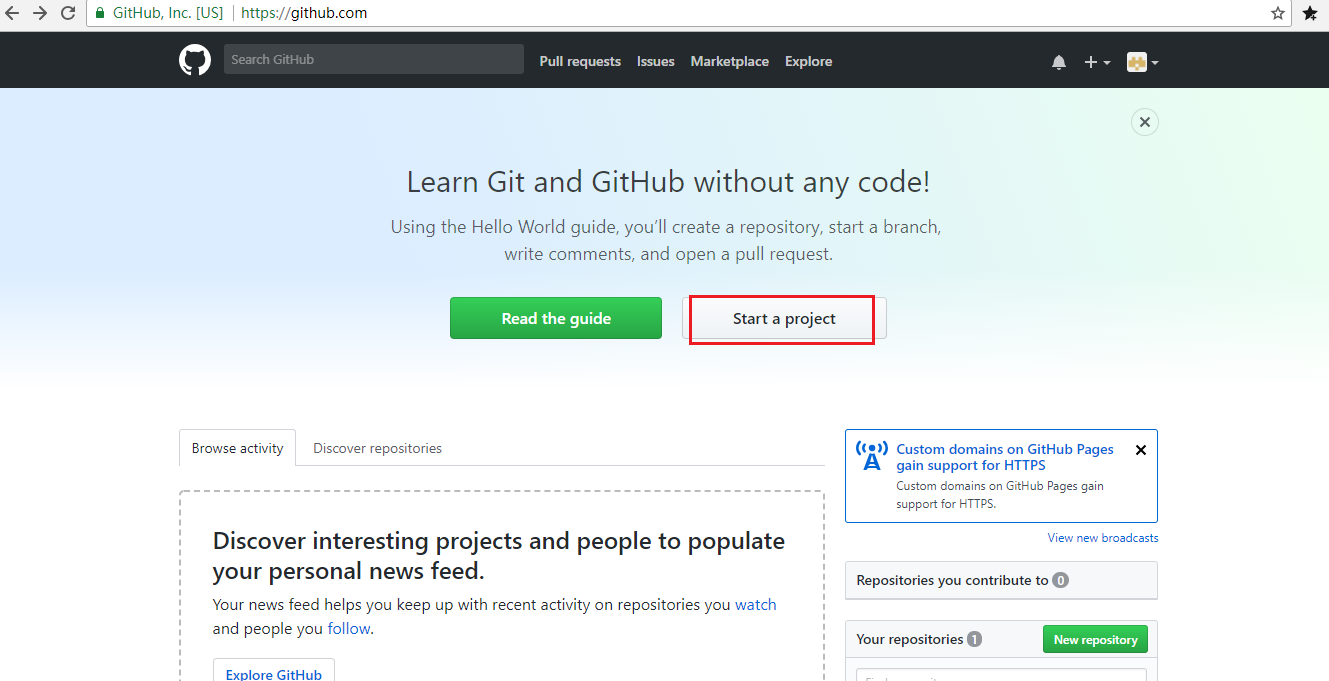 GitHub, Inc. [US] https://github.com
Search GitHub
Pull requests Issues Marketplace Explore
Learn Git and GitHub without any code!
Using the Hello World guide, you’ll create a repository, start a branch,
write comments, and open a pull request.
Read the guide
Start a project
Browse activity
Discover repositories
Discover interesting projects and people to populate
your personal news feed.
Your news feed helps you keep up with recent activity on repositories you watch
and people you follow.
Explore GitHub
Custom domains on GitHub Pages
gain support for HTTPS
Custom domains on GitHub Pages gain
support for HTTPS.
View new broadcasts
Repositories you contribute to 0
Your repositories 1
New repository